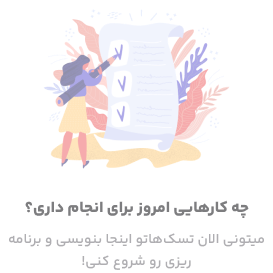 چه کارهایی امروز برای انجام داری؟
میتونی الان تسک‌هاتو اینجا بنویسی و برنامه
ریزی رو شروع کنی!